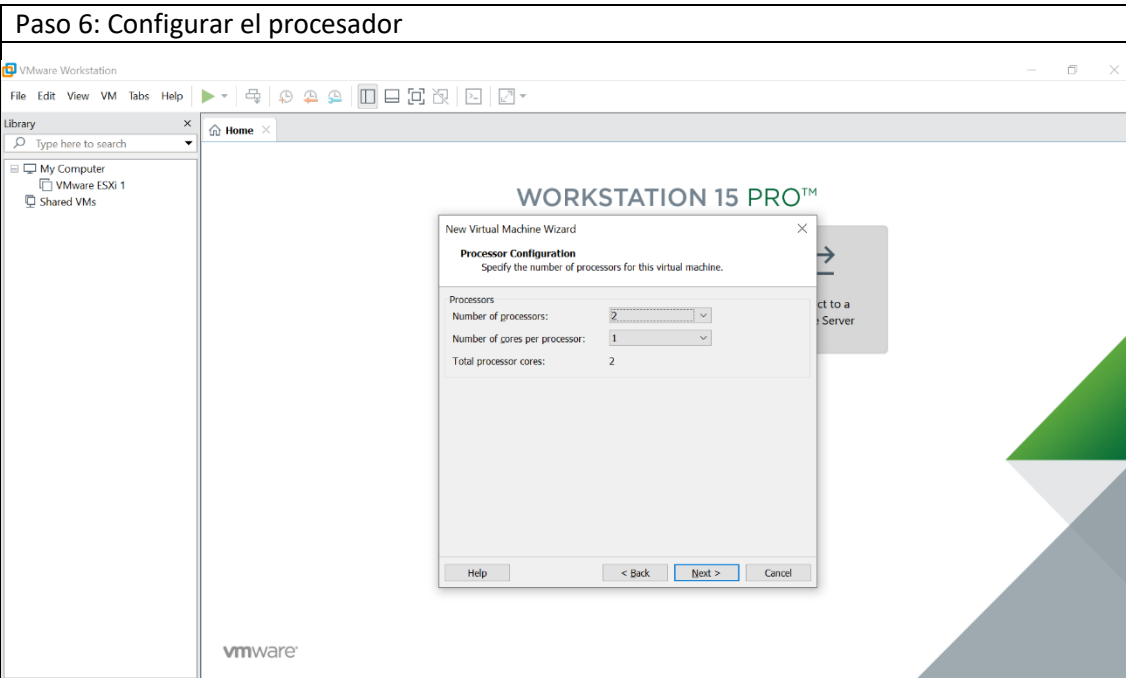 Paso 6: Configurar el procesador
VMware Workstation
File Edit View VM Tabs Help
Library
Home
Type here to search
My Computer
VMware ESXi 1
Shared VMs
WORKSTATION 15 PRO™
New Virtual Machine Wizard
Processor Configuration
Specify the number of processors for this virtual machine.
ct to a
Server
Processors
Number of processors: 2
Number of cores per processor: 1
Total processor cores: 2
Help < Back Next > Cancel
vmware